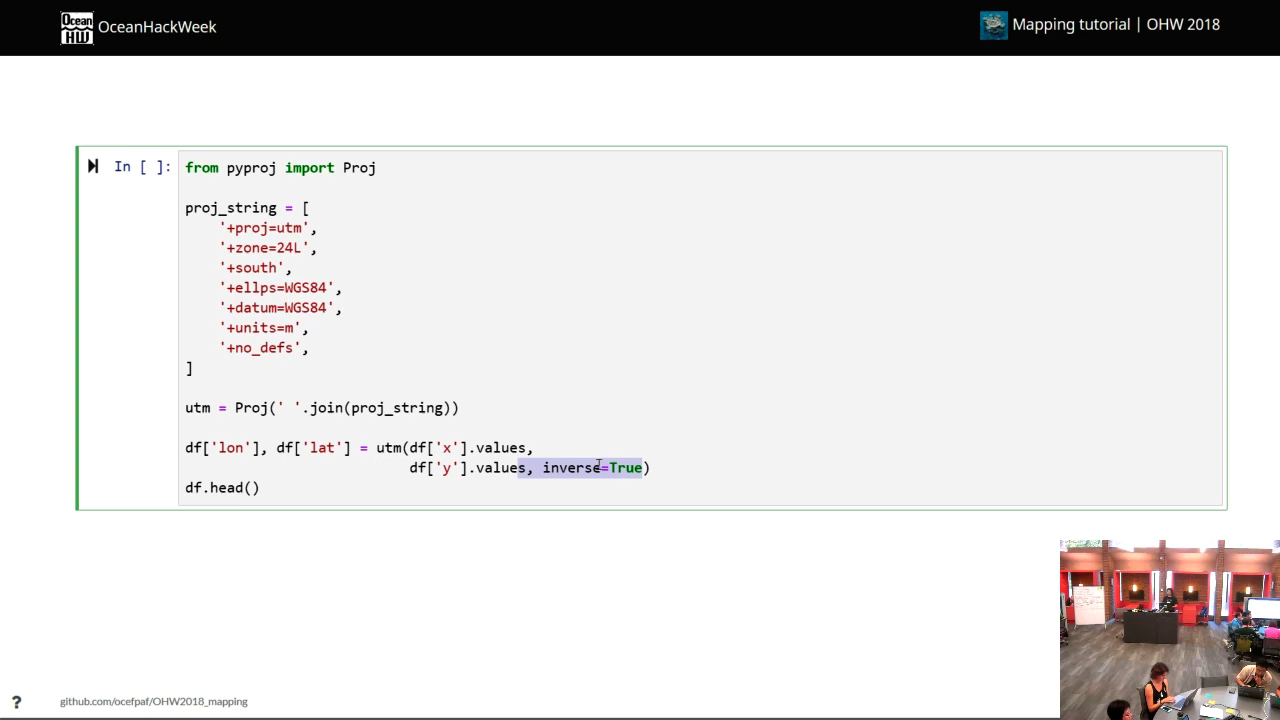 Ocean
HW
OceanHackWeek
Mapping tutorial | OHW 2018
In [ ]:
from pyproj import Proj
proj_string = [
    '+proj=utm',
    '+zone=24L',
    '+south',
    '+ellps=WGS84',
    '+datum=WGS84',
    '+units=m',
    '+no_defs',
]
utm = Proj(' '.join(proj_string))
df['lon'], df['lat'] = utm(df['x'].values,
                           df['y'].values, inverse=True)
df.head()
?
github.com/ocefpaf/OHW2018_mapping